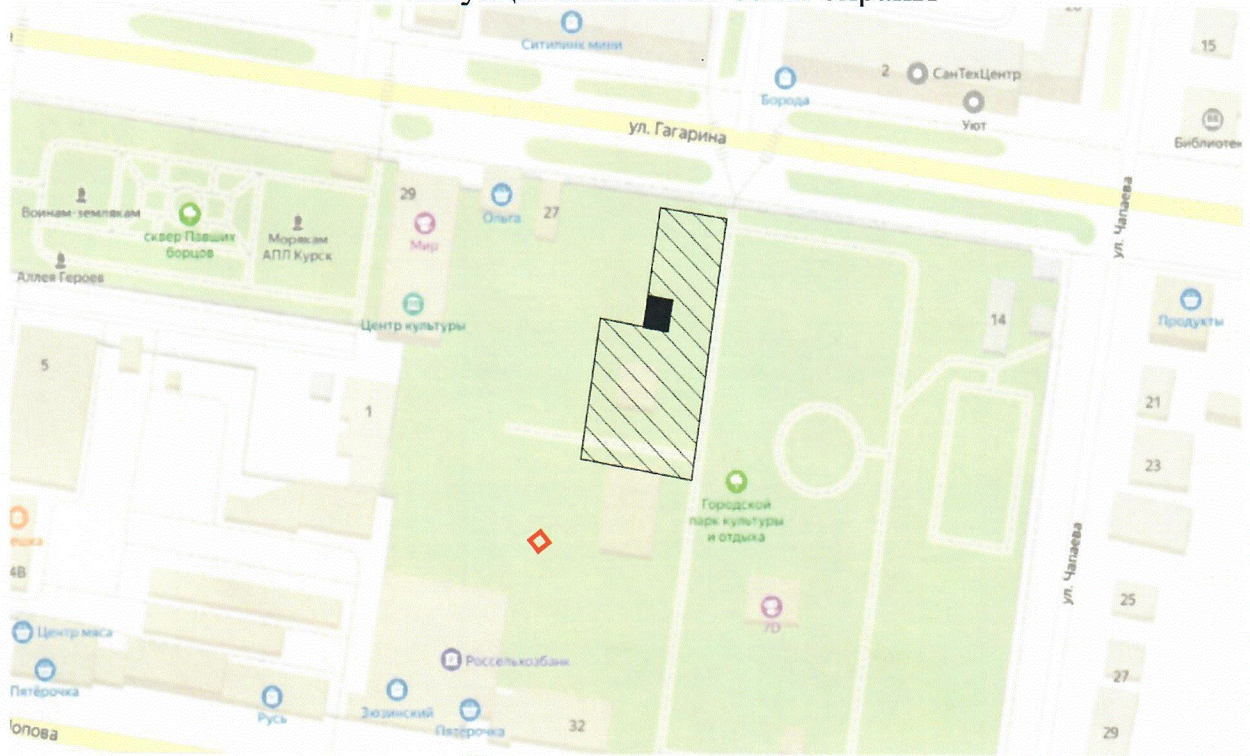 Ситилинк мини
15
2
СанТехЦентр
Борода
Уют
ул. Гагарина
29
Ольга
27
Мир
Воинам-землякам
сквер Павших
борцов
Морякам
АПЛ Курск
Аллея Героев
Центр культуры
ул. Чапаева
Продукты
14
5
1
21
23
Городской
парк культуры
и отдыха
ул. Чапаева
4В
25
7D
Центр мяса
Россельхозбанк
Пятёрочка
Русь
Зюзинский
Пятёрочка
32
27
29